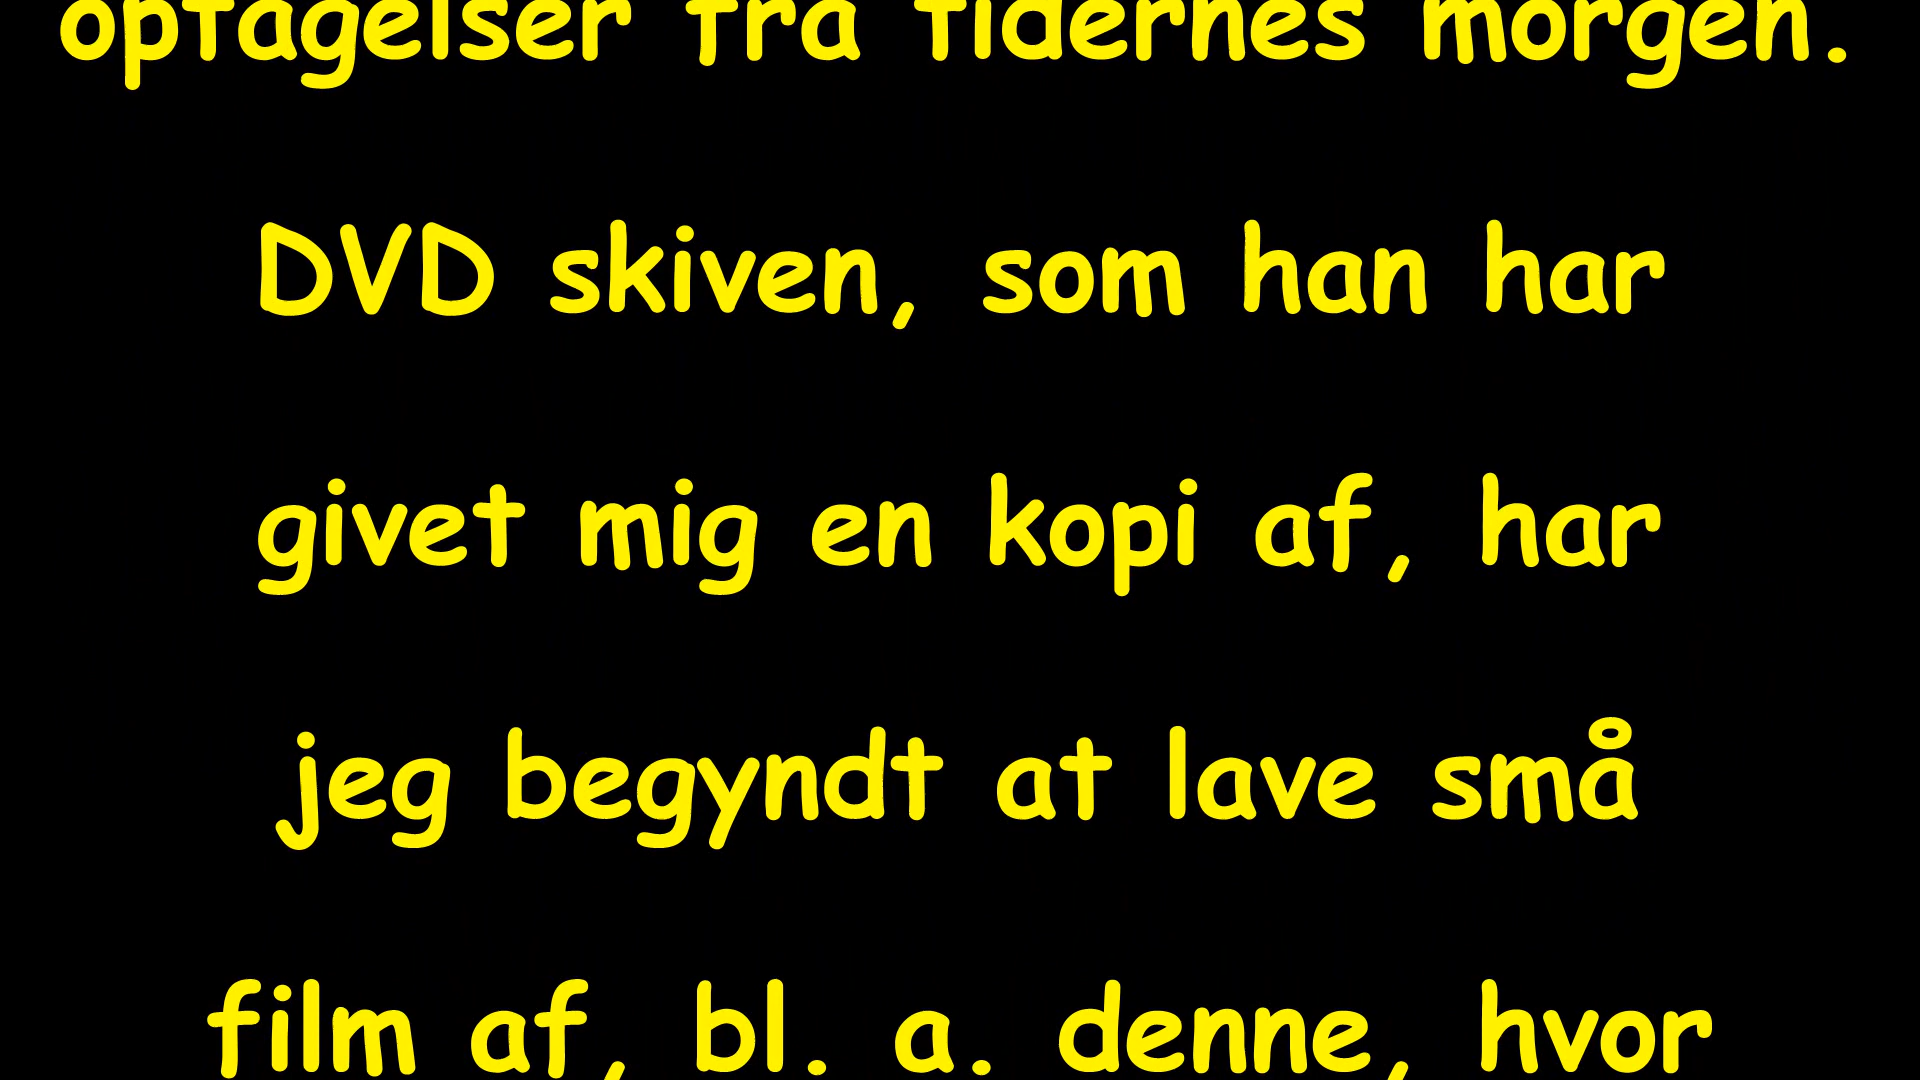 optagelser fra tidernes morgen.
DVD skiven, som han har
givet mig en kopi af, har
jeg begyndt at lave små
film af, bl. a. denne, hvor